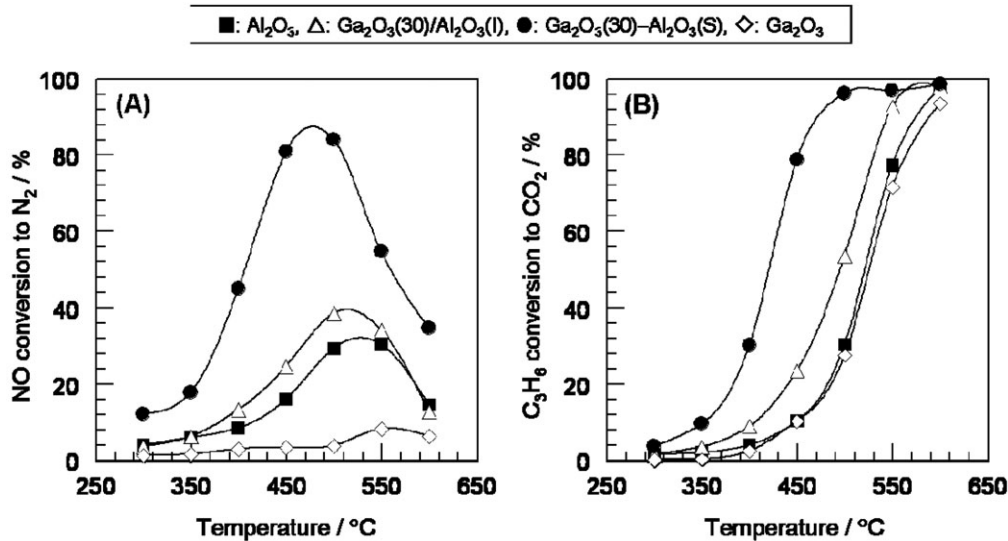 ■: Al₂O₃, △: Ga₂O₃(30)/Al₂O₃(I), ●: Ga₂O₃(30)–Al₂O₃(S), ◇: Ga₂O₃
(A)
NO conversion to N₂ / %
100
80
60
40
20
0
250 350 450 550 650
Temperature / °C
(B)
C₃H₆ conversion to CO₂ / %
100
80
60
40
20
0
250 350 450 550 650
Temperature / °C